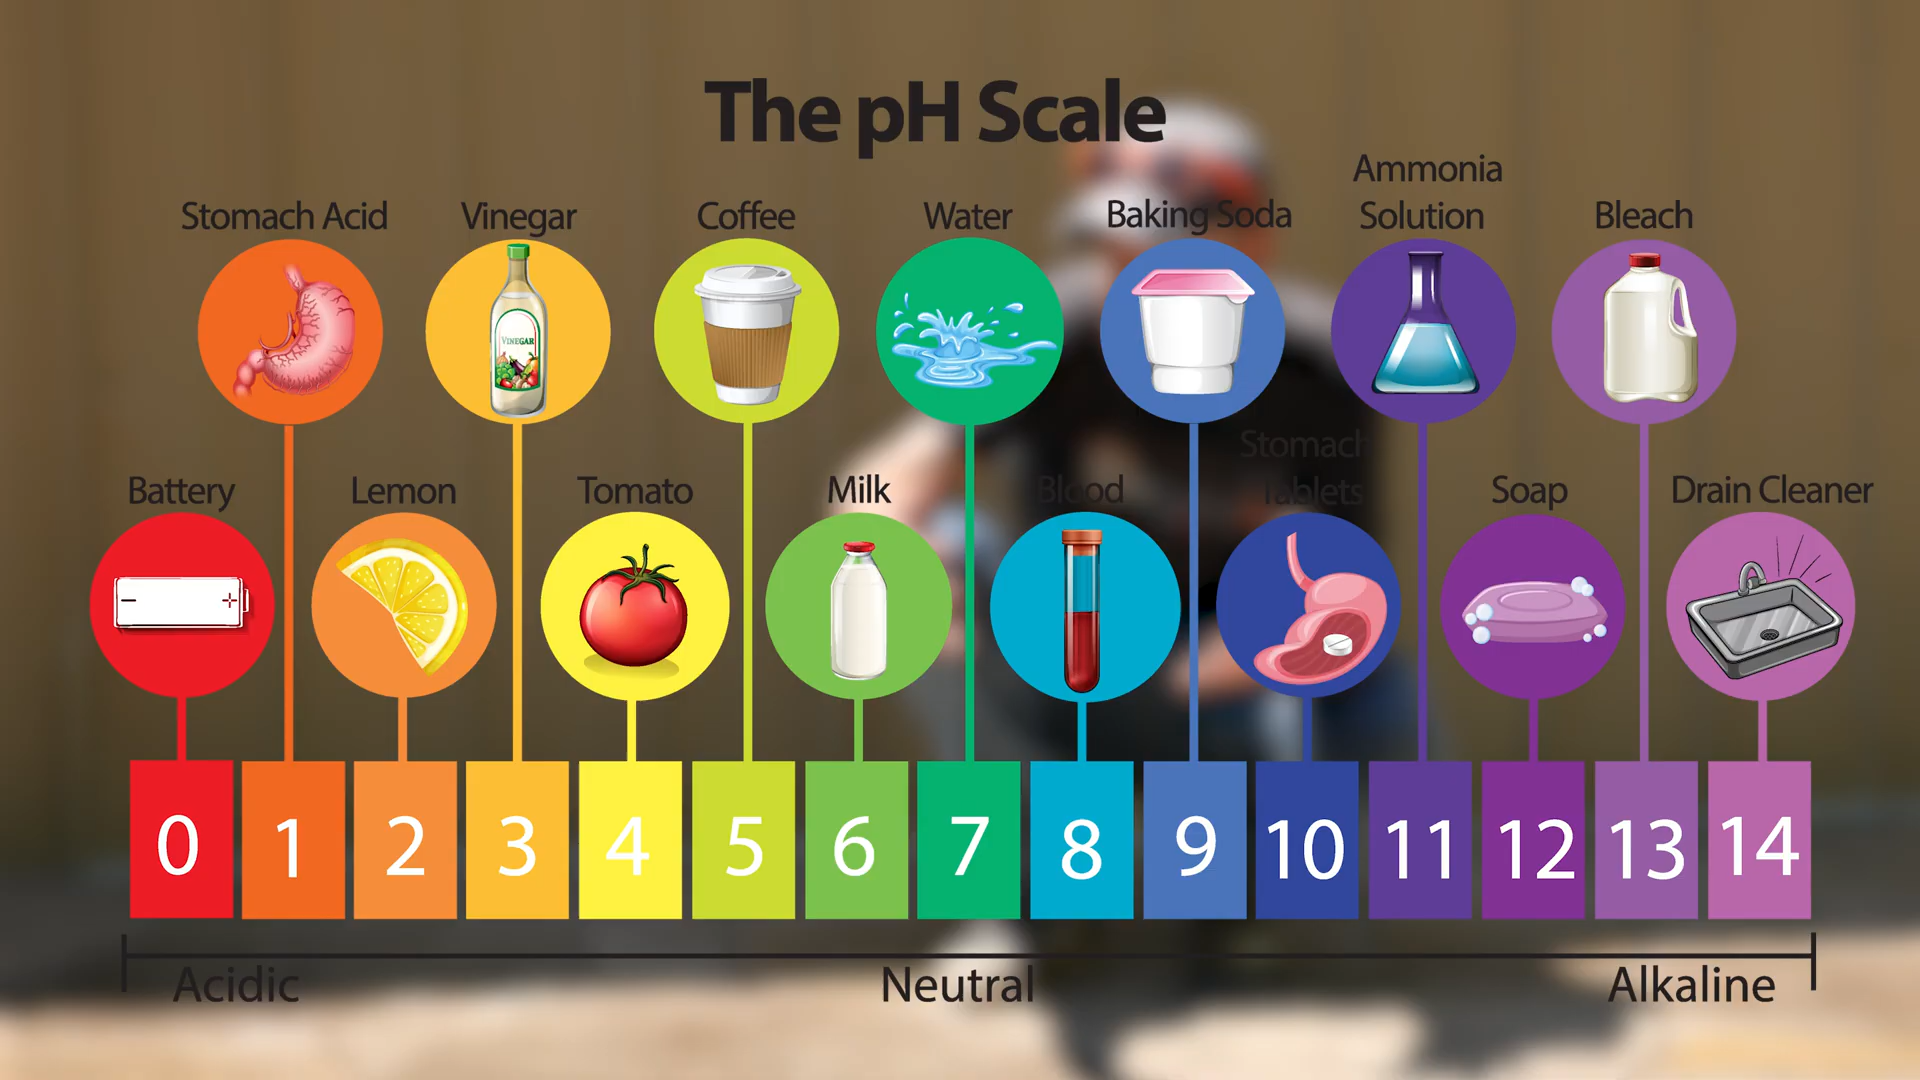 The pH Scale
Stomach Acid
Vinegar
Coffee
Water
Baking Soda
Ammonia
Solution
Bleach
VINEGAR
Battery
Lemon
Tomato
Milk
Blood
Stomach
Tablets
Soap
Drain Cleaner
0 1 2 3 4 5 6 7 8 9 10 11 12 13 14
Acidic Neutral Alkaline